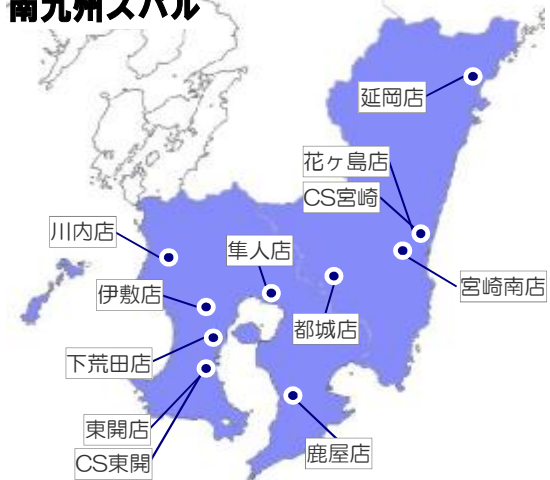 南九州スバル
延岡店
花ヶ島店
CS宮崎
川内店
隼人店
宮崎南店
伊敷店
都城店
下荒田店
東開店
CS東開
鹿屋店